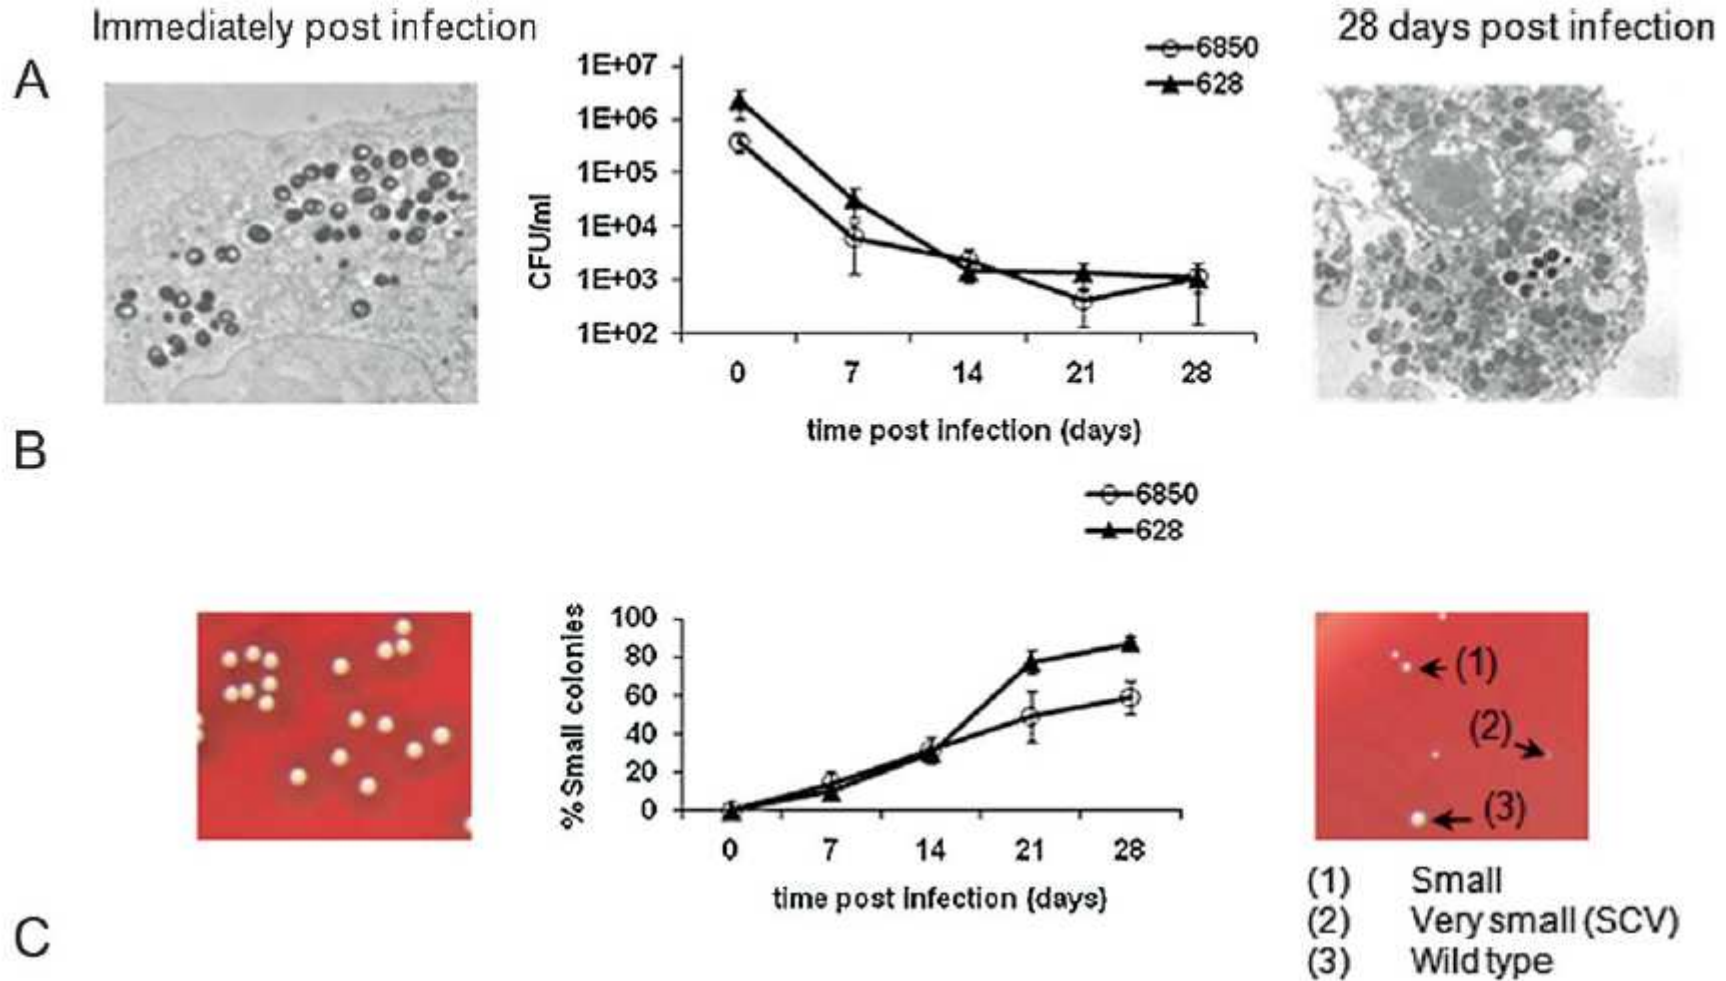 Immediately post infection
28 days post infection
A
6850
628
1E+07
1E+06
1E+05
1E+04
1E+03
1E+02
CFU/ml
0 7 14 21 28
time post infection (days)
B
6850
628
100
80
60
40
20
0
% Small colonies
0 7 14 21 28
time post infection (days)
(1)
(2)
(3)
(1) Small
(2) Very small (SCV)
(3) Wild type
C